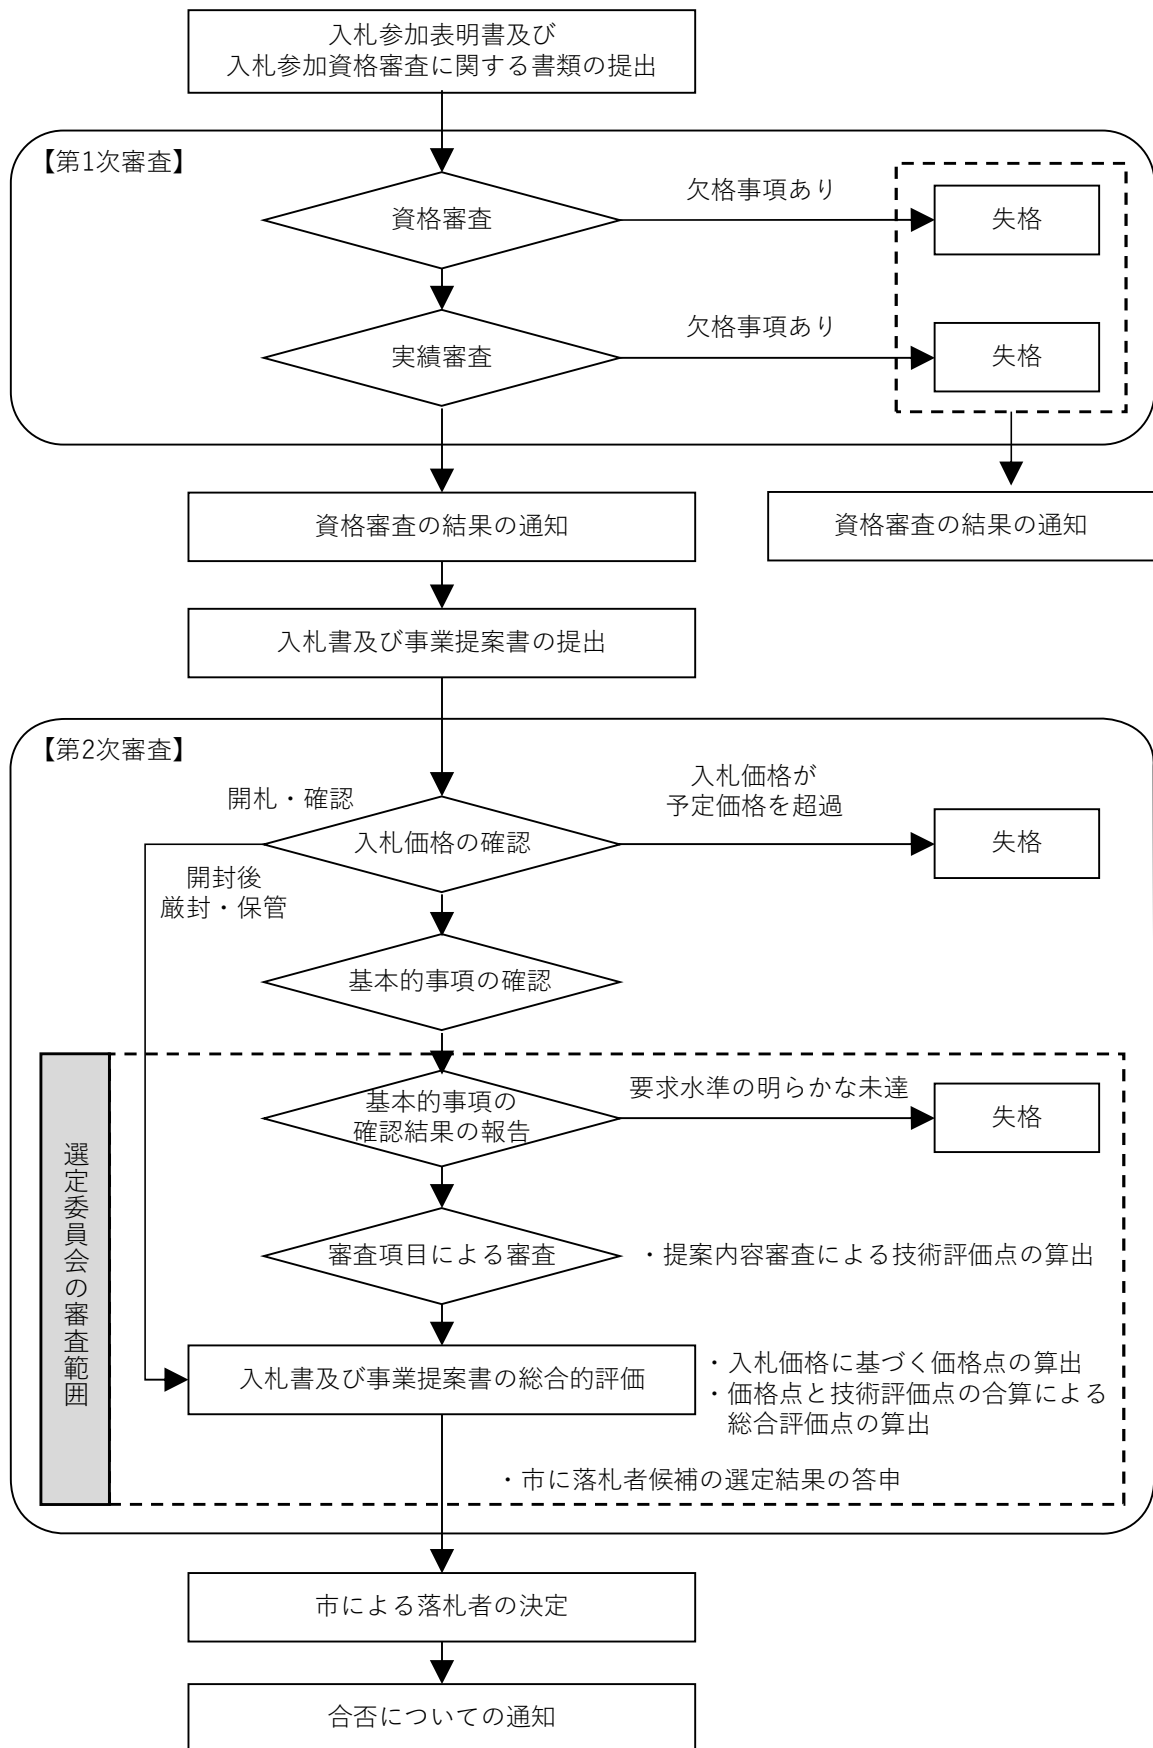 入札参加表明書及び
入札参加資格審査に関する書類の提出
【第1次審査】
資格審査
欠格事項あり
失格
実績審査
欠格事項あり
失格
資格審査の結果の通知
資格審査の結果の通知
入札書及び事業提案書の提出
【第2次審査】
開札・確認
入札価格の確認
入札価格が
予定価格を超過
失格
開封後
厳封・保管
基本的事項の確認
選定委員会の審査範囲
基本的事項の
確認結果の報告
要求水準の明らかな未達
失格
審査項目による審査
・提案内容審査による技術評価点の算出
入札書及び事業提案書の総合的評価
・入札価格に基づく価格点の算出
・価格点と技術評価点の合算による
総合評価点の算出
・市に落札者候補の選定結果の答申
市による落札者の決定
合否についての通知